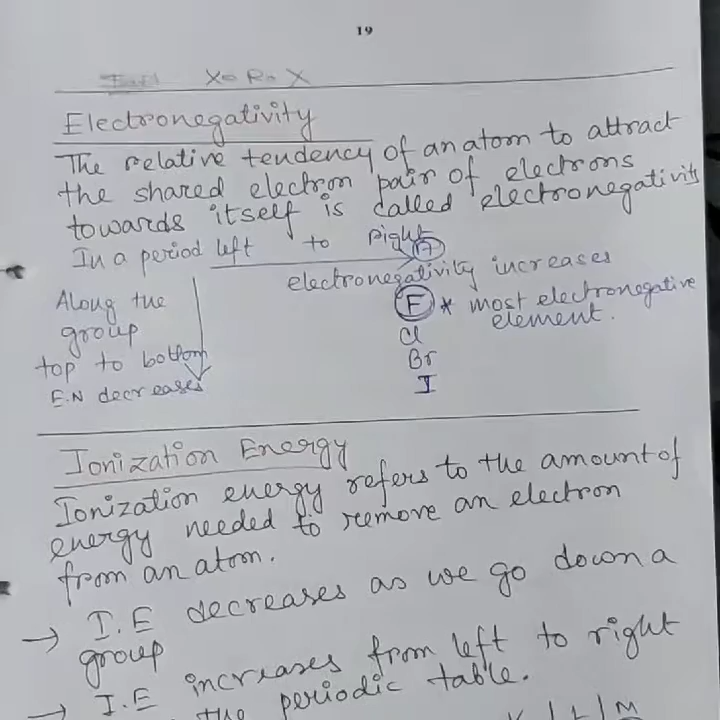 19
X R X
Electronegativity
The relative tendency of an atom to attract
the shared electron pair of electrons
towards itself is called electronegativity
In a period left to right
electronegativity increases
Along the
group
top to bottom
E.N decreases
F * most electronegative
element.
Cl
Br
I
Ionization Energy
Ionization energy refers to the amount of
energy needed to remove an electron
from an atom.
→ I.E decreases as we go down a
group
→ I.E increases from left to right
the periodic table.